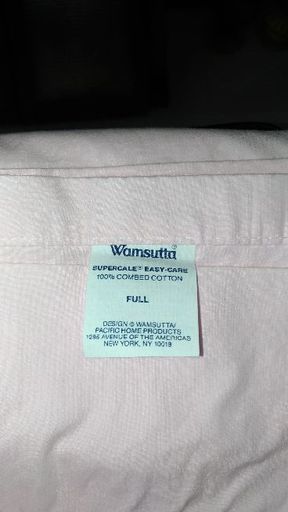 Wamsutta®
SUPERCALE® EASY-CARE
100% COMBED COTTON
FULL
DESIGN © WAMSUTTA/
PACIFIC HOME PRODUCTS
1285 AVENUE OF THE AMERICAS
NEW YORK, NY 10019